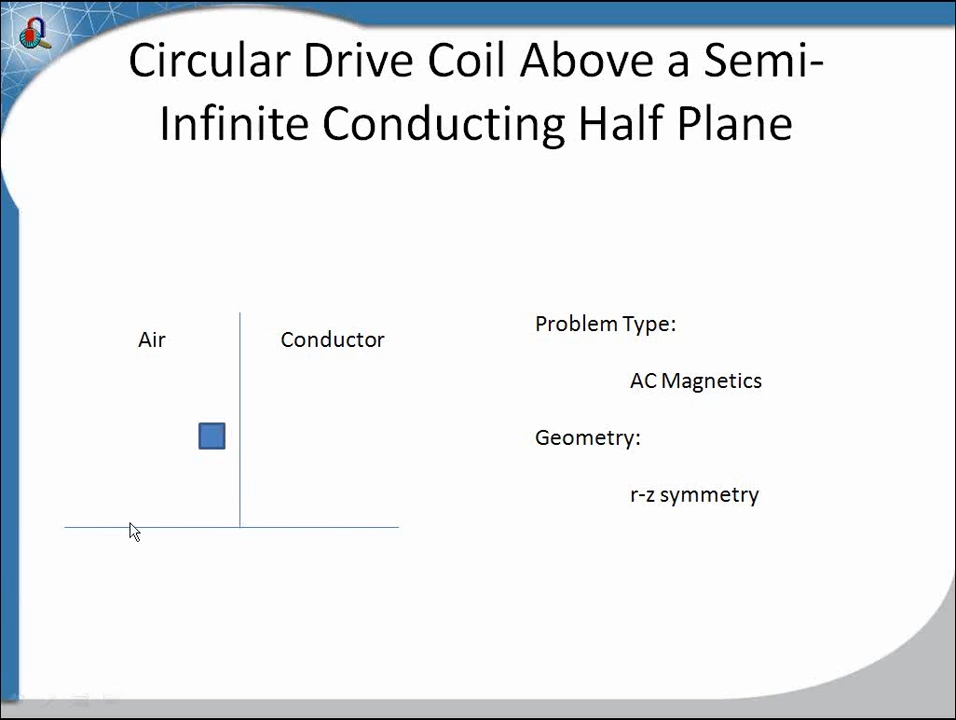 Circular Drive Coil Above a Semi-
Infinite Conducting Half Plane
Air
Conductor
Problem Type:
AC Magnetics
Geometry:
r-z symmetry